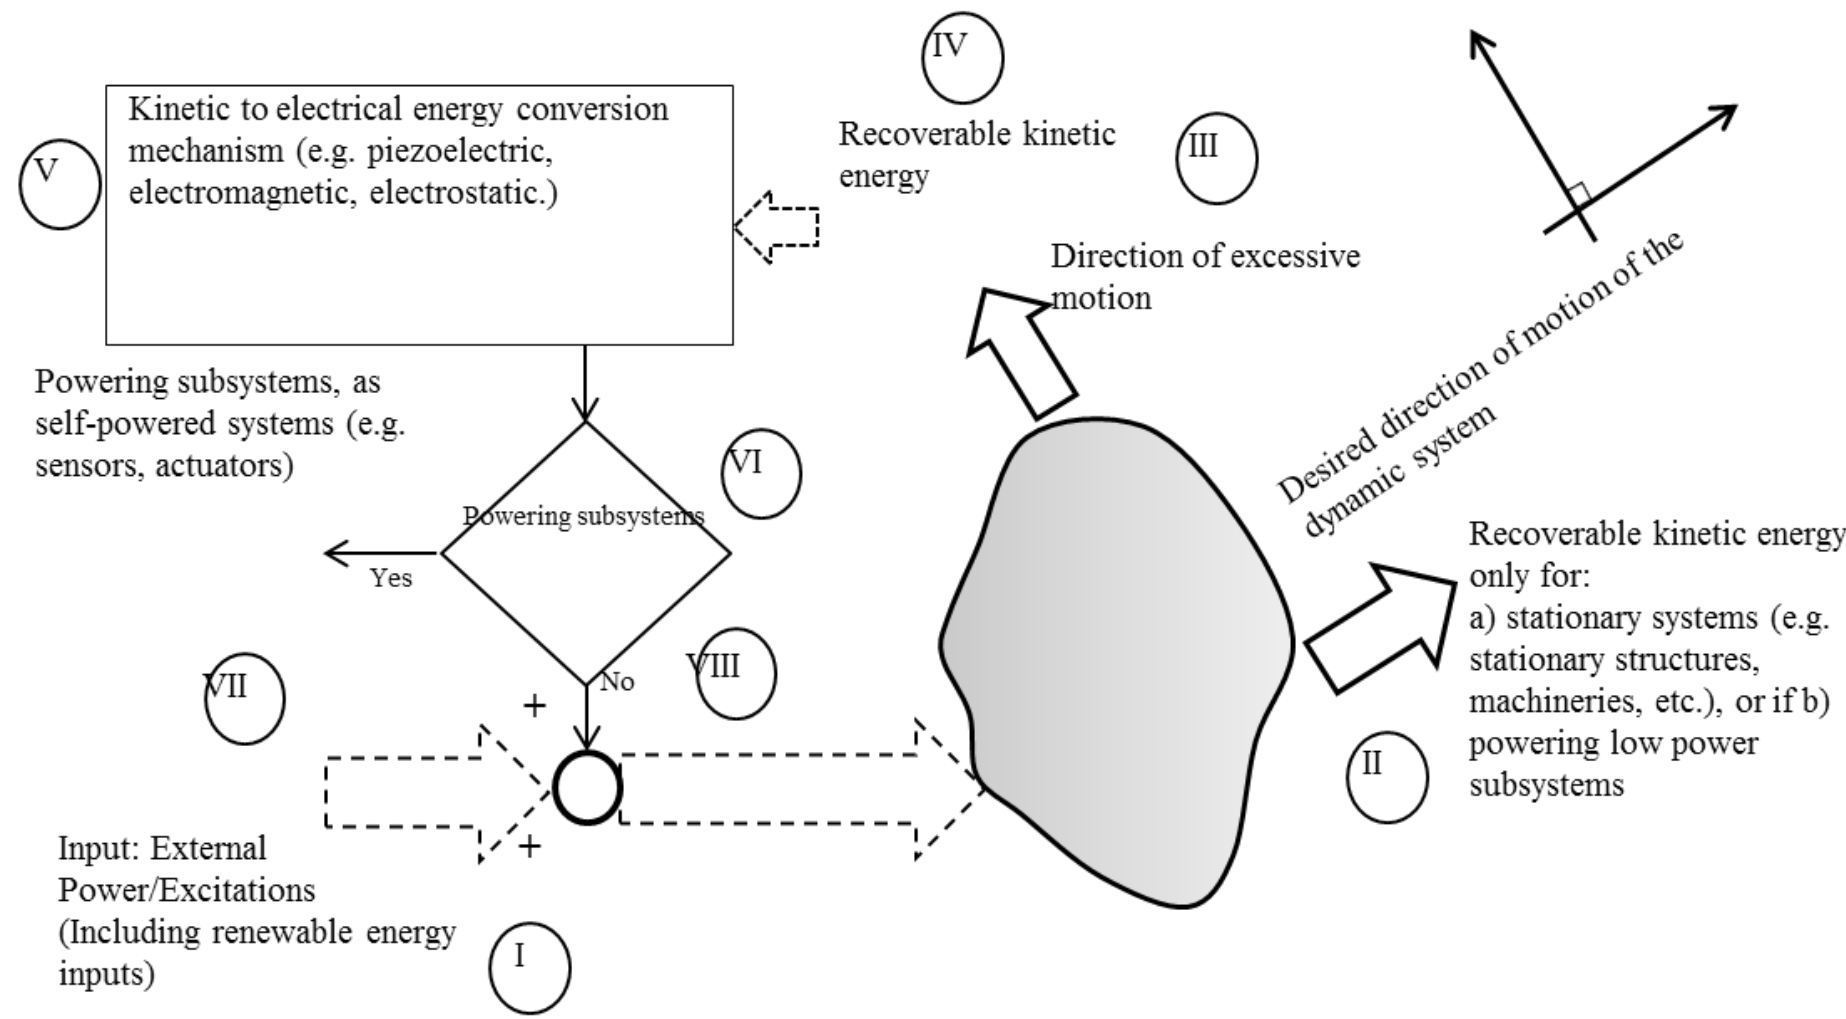 IV
Kinetic to electrical energy conversion
mechanism (e.g. piezoelectric,
electromagnetic, electrostatic.)
V
Recoverable kinetic
energy
III
Direction of excessive
motion
Desired direction of motion of the
dynamic system
Powering subsystems, as
self-powered systems (e.g.
sensors, actuators)
VI
Powering subsystems
Yes
Recoverable kinetic energy
only for:
a) stationary systems (e.g.
stationary structures,
machineries, etc.), or if b)
powering low power
subsystems
II
VII
No
VIII
+
+
Input: External
Power/Excitations
(Including renewable energy
inputs)
I